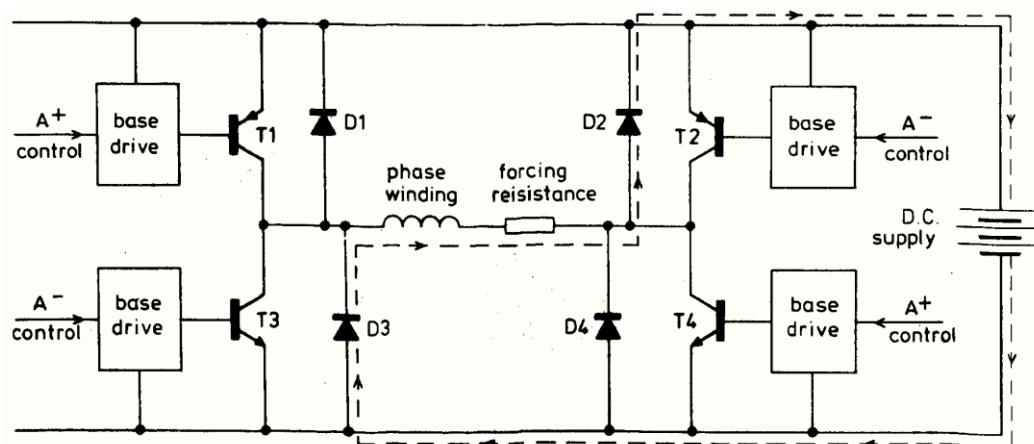 A+
control
base
drive
T1
D1
D2
T2
base
drive
A-
control
phase
winding
forcing
reisistance
D.C.
supply
A-
control
base
drive
T3
D3
D4
T4
base
drive
A+
control